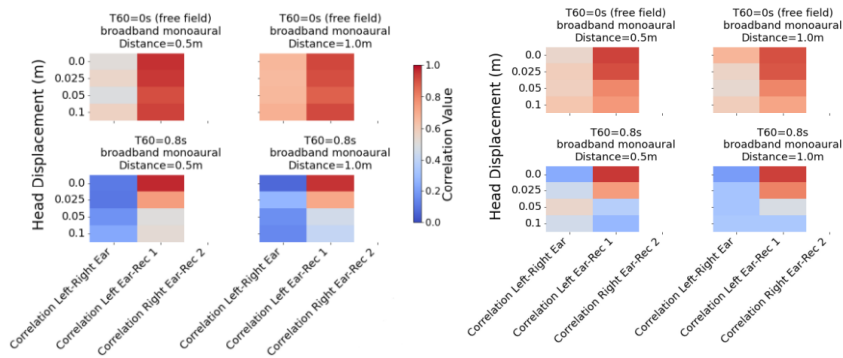 T60=0s (free field)
broadband monoaural
Distance=0.5m
T60=0s (free field)
broadband monoaural
Distance=1.0m
T60=0s (free field)
broadband monoaural
Distance=0.5m
T60=0s (free field)
broadband monoaural
Distance=1.0m
Head Displacement (m)
0.0
0.025
0.05
0.1
T60=0.8s
broadband monoaural
Distance=0.5m
T60=0.8s
broadband monoaural
Distance=1.0m
0.0
0.025
0.05
0.1
Correlation Left-Right Ear
Correlation Left Ear-Rec 1
Correlation Right Ear-Rec 2
Correlation Left-Right Ear
Correlation Left Ear-Rec 1
Correlation Right Ear-Rec 2
1.0
0.8
0.6
0.4
0.2
0.0
Correlation Value
Head Displacement (m)
0.0
0.025
0.05
0.1
T60=0.8s
broadband monoaural
Distance=0.5m
T60=0.8s
broadband monoaural
Distance=1.0m
0.0
0.025
0.05
0.1
Correlation Left-Right Ear
Correlation Left Ear-Rec 1
Correlation Right Ear-Rec 2
Correlation Left-Right Ear
Correlation Left Ear-Rec 1
Correlation Right Ear-Rec 2